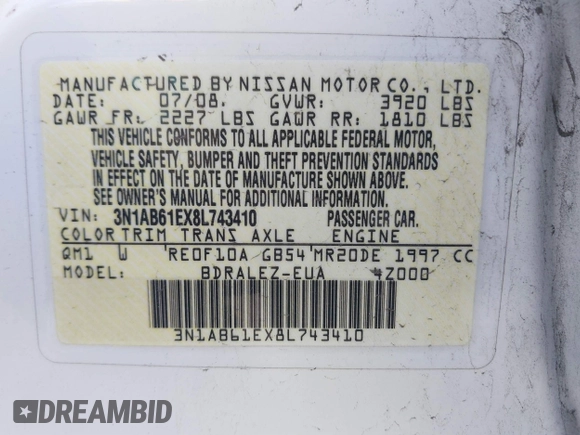 MANUFACTURED BY NISSAN MOTOR CO., LTD.
DATE: 07/08. GVWR: 3920 LBS
GAWR FR: 2227 LBS GAWR RR: 1810 LBS
THIS VEHICLE CONFORMS TO ALL APPLICABLE FEDERAL MOTOR,
VEHICLE SAFETY, BUMPER AND THEFT PREVENTION STANDARDS
IN EFFECT ON THE DATE OF MANUFACTURE SHOWN ABOVE.
SEE OWNER'S MANUAL FOR ADDITIONAL INFORMATION.
VIN: 3N1AB61EX8L743410 PASSENGER CAR.
COLOR TRIM TRANS AXLE ENGINE
QM1 W RE0F10A GB54 MR20DE 1997 CC
MODEL: BDRALEZ-EUA 4Z000
3N1AB61EX8L743410
DREAMBID